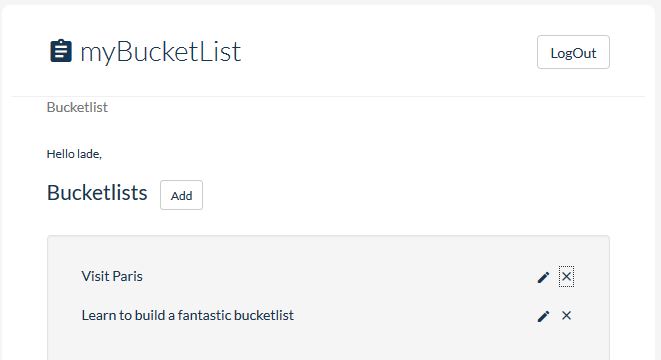 myBucketList
LogOut
Bucketlist
Hello lade,
Bucketlists
Add
Visit Paris
Learn to build a fantastic bucketlist